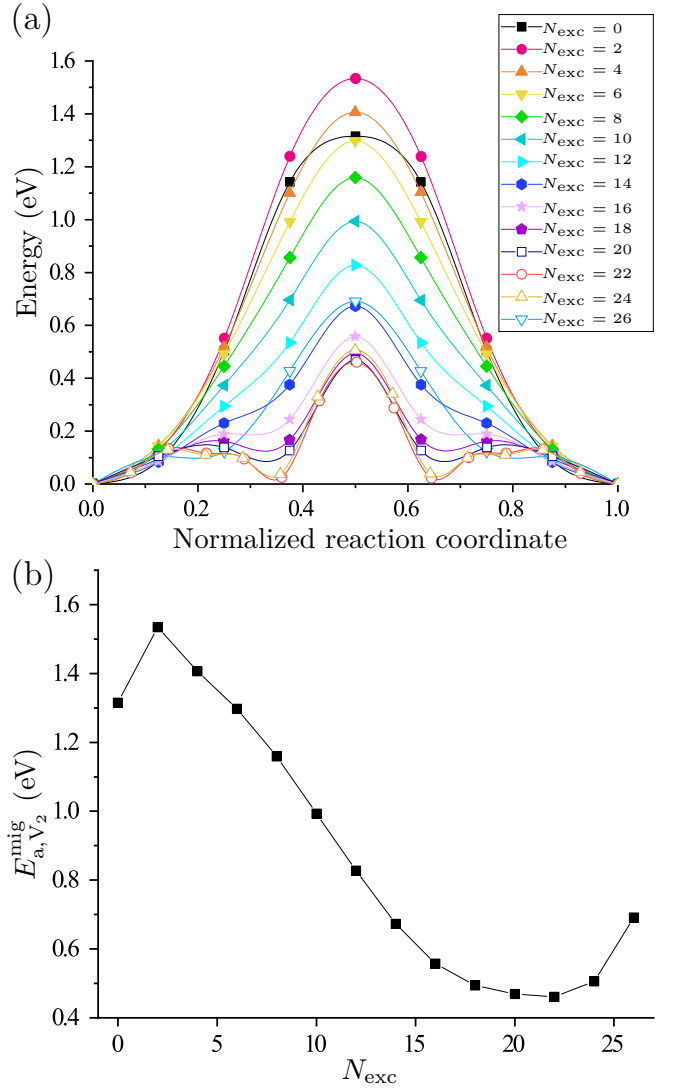 (a)
N_exc = 0
N_exc = 2
N_exc = 4
N_exc = 6
N_exc = 8
N_exc = 10
N_exc = 12
N_exc = 14
N_exc = 16
N_exc = 18
N_exc = 20
N_exc = 22
N_exc = 24
N_exc = 26
1.6
1.4
1.2
1.0
0.8
0.6
0.4
0.2
0.0
Energy (eV)
0.0 0.2 0.4 0.6 0.8 1.0
Normalized reaction coordinate
(b)
1.6
1.4
1.2
1.0
0.8
0.6
0.4
E_{a,V_2}^{mig} (eV)
0 5 10 15 20 25
N_exc